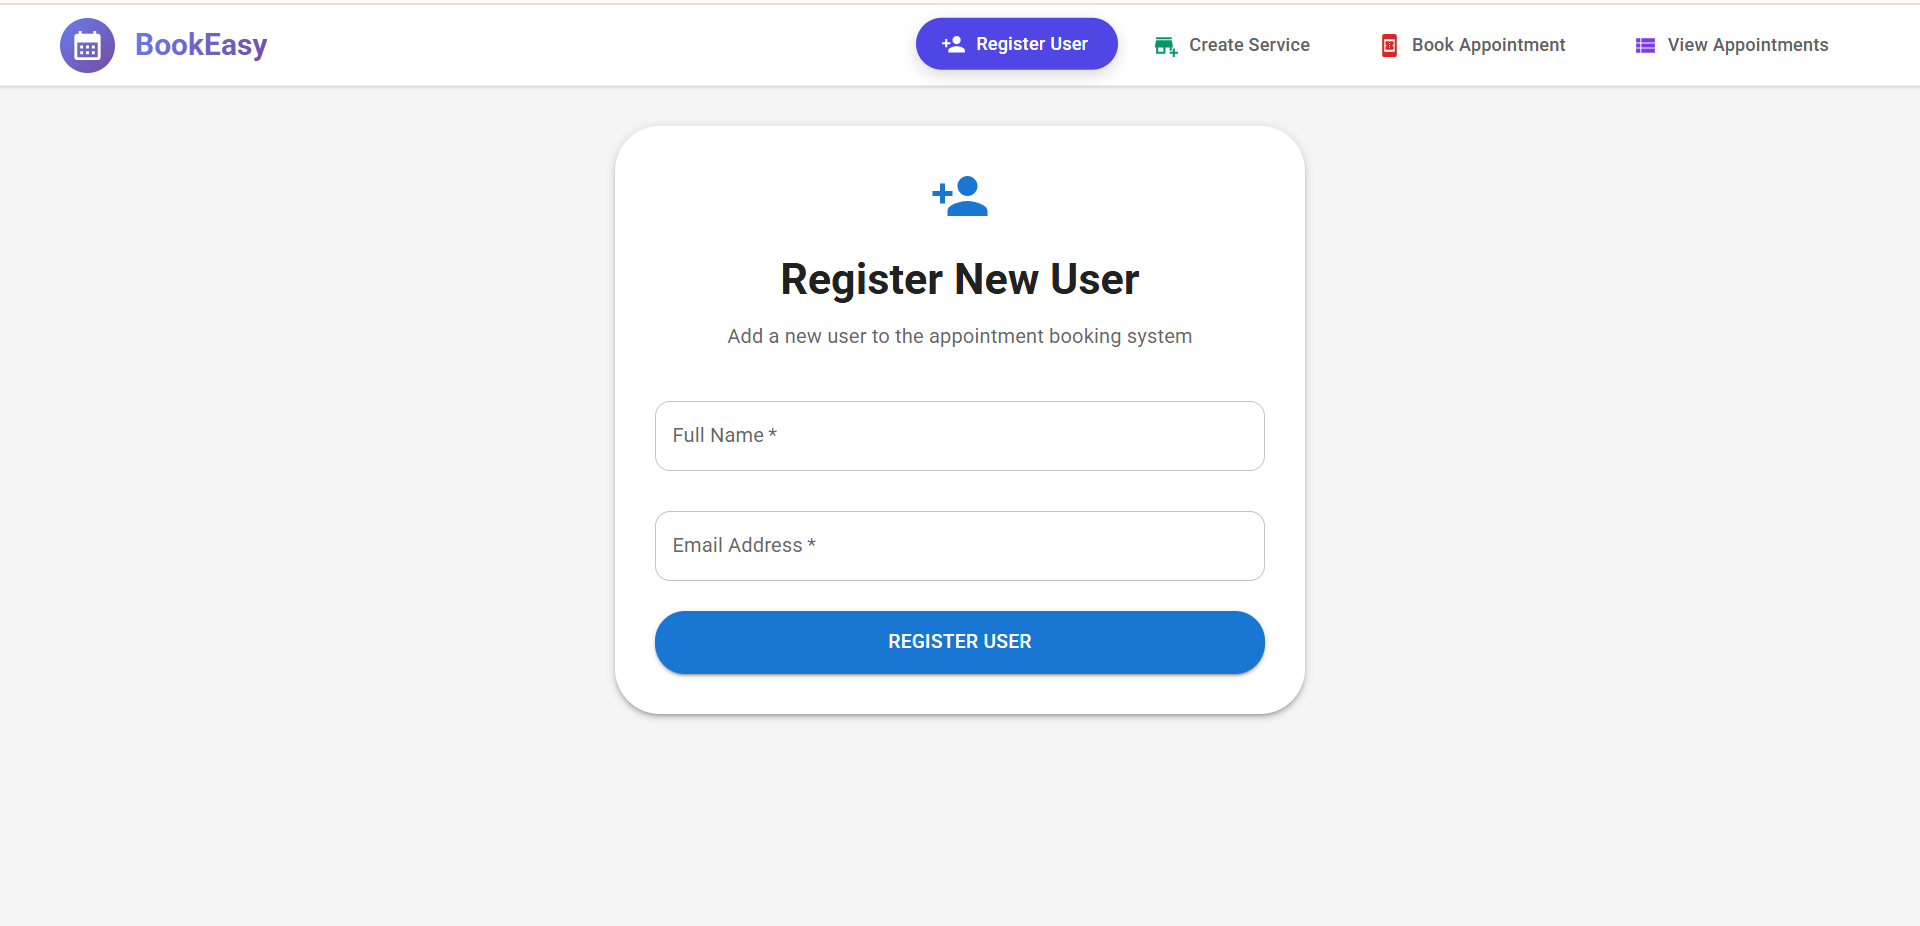 BookEasy
Register User
Create Service
Book Appointment
View Appointments
Register New User
Add a new user to the appointment booking system
Full Name *
Email Address *
REGISTER USER